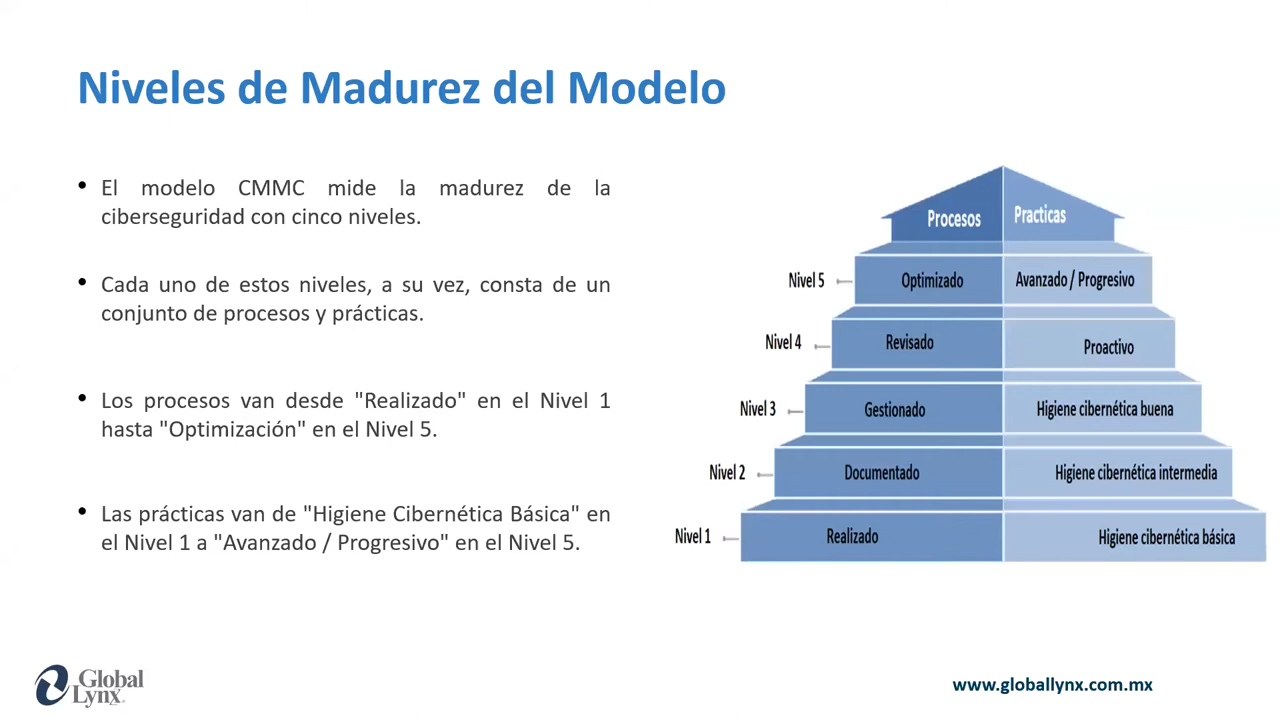 Niveles de Madurez del Modelo
• El modelo CMMC mide la madurez de la
ciberseguridad con cinco niveles.
• Cada uno de estos niveles, a su vez, consta de un
conjunto de procesos y prácticas.
• Los procesos van desde "Realizado" en el Nivel 1
hasta "Optimización" en el Nivel 5.
• Las prácticas van de "Higiene Cibernética Básica" en
el Nivel 1 a "Avanzado / Progresivo" en el Nivel 5.
Procesos Practicas
Nivel 5 Optimizado Avanzado / Progresivo
Nivel 4 Revisado Proactivo
Nivel 3 Gestionado Higiene cibernética buena
Nivel 2 Documentado Higiene cibernética intermedia
Nivel 1 Realizado Higiene cibernética básica
Global
Lynx
www.globallynx.com.mx